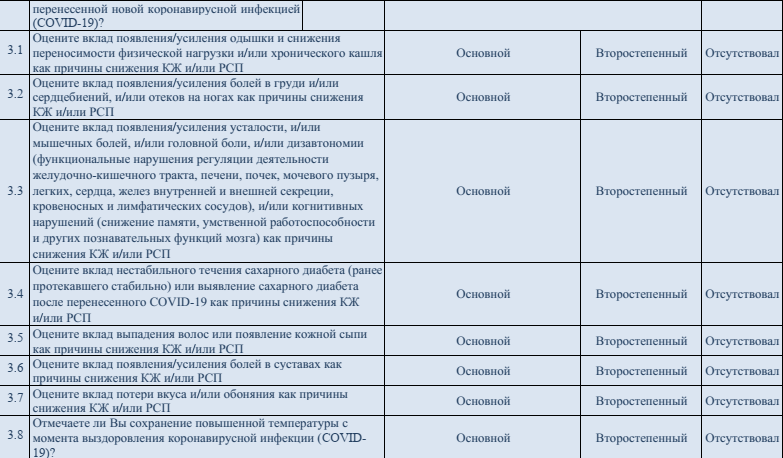 перенесенной новой коронавирусной инфекцией
(COVID-19)?
3.1
Оцените вклад появления/усиления одышки и снижения
переносимости физической нагрузки и/или хронического кашля
как причины снижения КЖ и/или РСП
Основной
Второстепенный
Отсутствовал
3.2
Оцените вклад появления/усиления болей в груди и/или
сердцебиений, и/или отеков на ногах как причины снижения
КЖ и/или РСП
Основной
Второстепенный
Отсутствовал
3.3
Оцените вклад появления/усиления усталости, и/или
мышечных болей, и/или головной боли, и/или дизавтономии
(функциональные нарушения регуляции деятельности
желудочно-кишечного тракта, печени, почек, мочевого пузыря,
легких, сердца, желез внутренней и внешней секреции,
кровеносных и лимфатических сосудов), и/или когнитивных
нарушений (снижение памяти, умственной работоспособности
и других познавательных функций мозга) как причины
снижения КЖ и/или РСП
Основной
Второстепенный
Отсутствовал
3.4
Оцените вклад нестабильного течения сахарного диабета (ранее
протекавшего стабильно) или выявление сахарного диабета
после перенесенного COVID-19 как причины снижения КЖ
и/или РСП
Основной
Второстепенный
Отсутствовал
3.5
Оцените вклад выпадения волос или появление кожной сыпи
как причины снижения КЖ и/или РСП
Основной
Второстепенный
Отсутствовал
3.6
Оцените вклад появления/усиления болей в суставах как
причины снижения КЖ и/или РСП
Основной
Второстепенный
Отсутствовал
3.7
Оцените вклад потери вкуса и/или обоняния как причины
снижения КЖ и/или РСП
Основной
Второстепенный
Отсутствовал
3.8
Отмечаете ли Вы сохранение повышенной температуры с
момента выздоровления коронавирусной инфекции (COVID-
19)?
Основной
Второстепенный
Отсутствовал